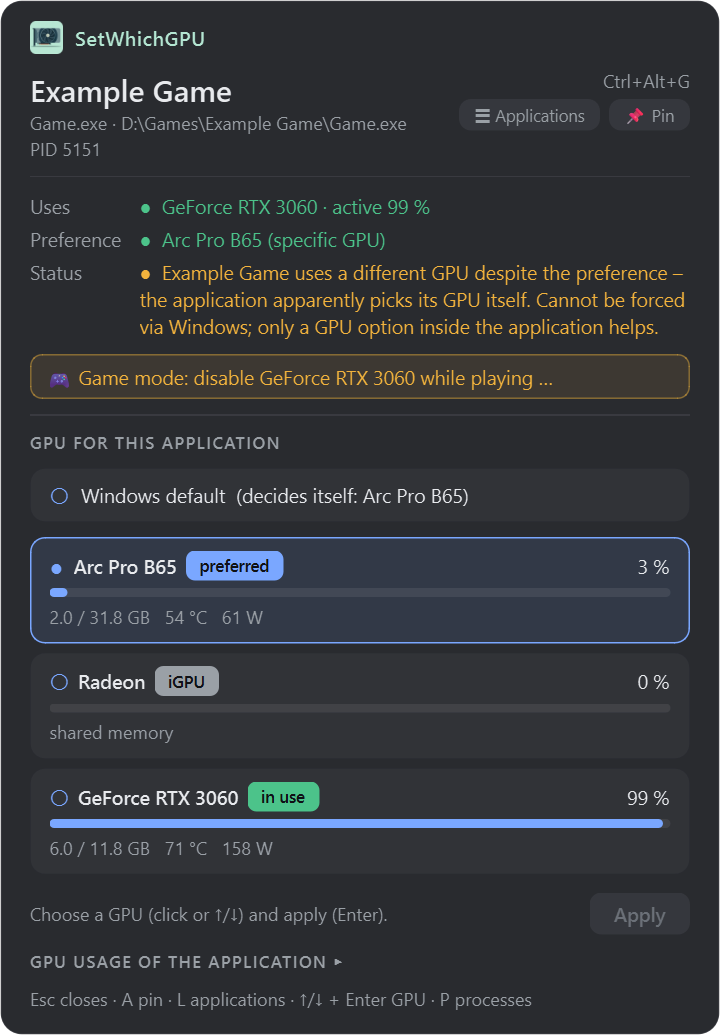 SetWhichGPU
Example Game
Ctrl+Alt+G
Game.exe · D:\Games\Example Game\Game.exe
☰ Applications
📌 Pin
PID 5151
Uses ● GeForce RTX 3060 · active 99 %
Preference ● Arc Pro B65 (specific GPU)
Status ● Example Game uses a different GPU despite the preference –
the application apparently picks its GPU itself. Cannot be forced
via Windows; only a GPU option inside the application helps.
🎮 Game mode: disable GeForce RTX 3060 while playing ...
GPU FOR THIS APPLICATION
Windows default (decides itself: Arc Pro B65)
Arc Pro B65 preferred 3 %
2.0 / 31.8 GB 54 °C 61 W
Radeon iGPU 0 %
shared memory
GeForce RTX 3060 in use 99 %
6.0 / 11.8 GB 71 °C 158 W
Choose a GPU (click or ↑/↓) and apply (Enter).
Apply
GPU USAGE OF THE APPLICATION ▸
Esc closes · A pin · L applications · ↑/↓ + Enter GPU · P processes